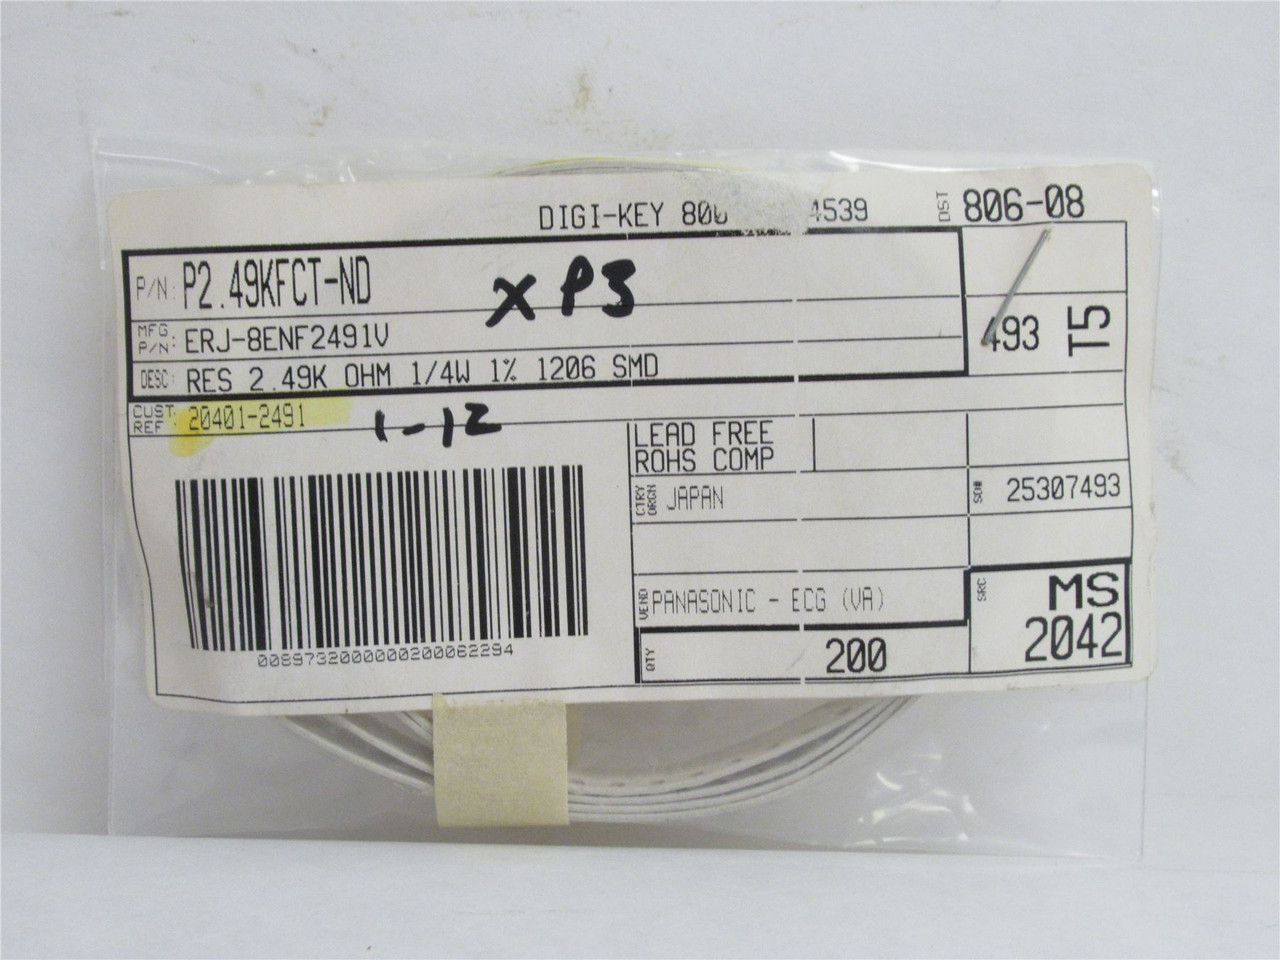 DIGI-KEY 800 4539 DST 806-08
P/N: P2.49KFCT-ND X P3
MFG. P/N: ERJ-8ENF2491V
493 T5
DESC: RES 2.49K OHM 1/4W 1% 1206 SMD
CUST. REF 20401-2491 1-12
LEAD FREE
ROHS COMP
CTRY ORGN JAPAN SO# 25307493
00897320000000200062294
VEND PANASONIC - ECG (VA)
SRC MS
2042
QTY 200